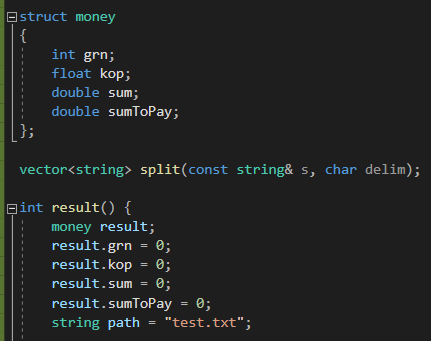 struct money
{
    int grn;
    float kop;
    double sum;
    double sumToPay;
};
vector<string> split(const string& s, char delim);
int result() {
    money result;
    result.grn = 0;
    result.kop = 0;
    result.sum = 0;
    result.sumToPay = 0;
    string path = "test.txt";